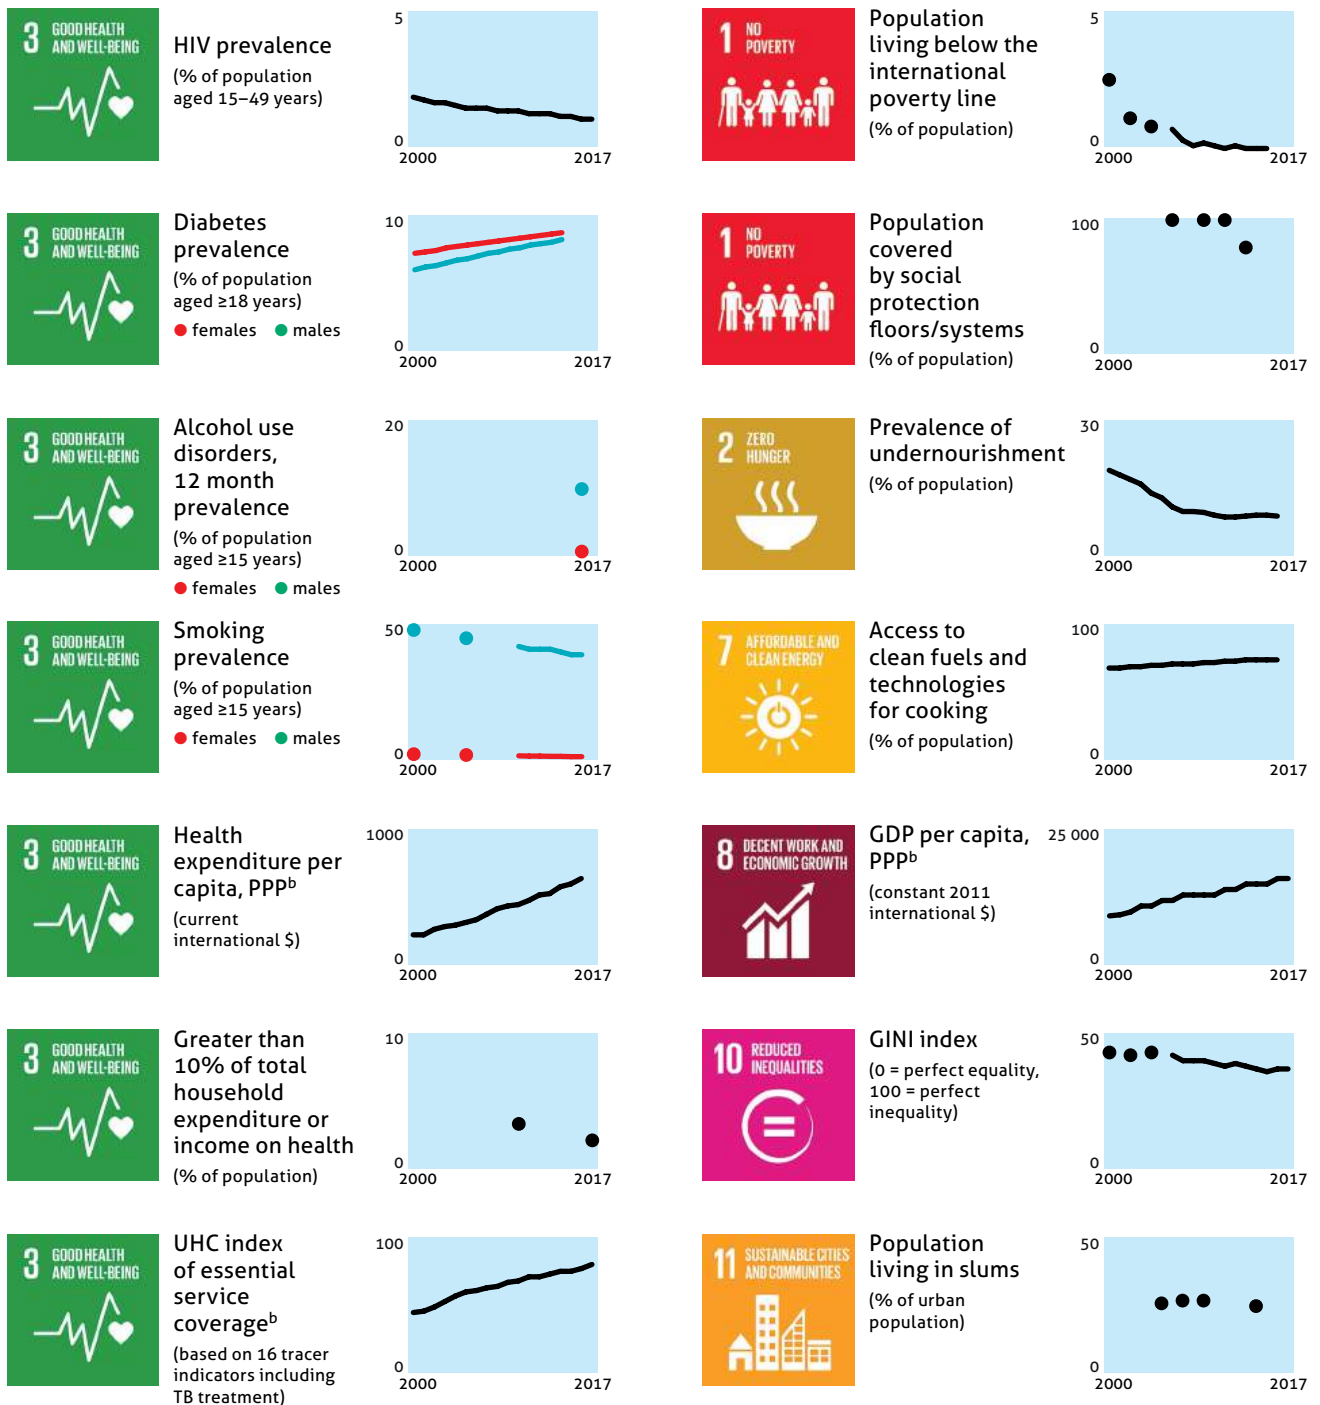 3 GOOD HEALTH
AND WELL-BEING
HIV prevalence
(% of population
aged 15–49 years)
5
0
2000 2017
3 GOOD HEALTH
AND WELL-BEING
Diabetes
prevalence
(% of population
aged ≥18 years)
females males
10
0
2000 2017
3 GOOD HEALTH
AND WELL-BEING
Alcohol use
disorders,
12 month
prevalence
(% of population
aged ≥15 years)
females males
20
0
2000 2017
3 GOOD HEALTH
AND WELL-BEING
Smoking
prevalence
(% of population
aged ≥15 years)
females males
50
0
2000 2017
3 GOOD HEALTH
AND WELL-BEING
Health
expenditure per
capita, PPPᵇ
(current
international $)
1000
0
2000 2017
3 GOOD HEALTH
AND WELL-BEING
Greater than
10% of total
household
expenditure or
income on health
(% of population)
10
0
2000 2017
3 GOOD HEALTH
AND WELL-BEING
UHC index
of essential
service
coverageᵇ
(based on 16 tracer
indicators including
TB treatment)
100
0
2000 2017
1 NO
POVERTY
Population
living below the
international
poverty line
(% of population)
5
0
2000 2017
1 NO
POVERTY
Population
covered
by social
protection
floors/systems
(% of population)
100
0
2000 2017
2 ZERO
HUNGER
Prevalence of
undernourishment
(% of population)
30
0
2000 2017
7 AFFORDABLE AND
CLEAN ENERGY
Access to
clean fuels and
technologies
for cooking
(% of population)
100
0
2000 2017
8 DECENT WORK AND
ECONOMIC GROWTH
GDP per capita,
PPPᵇ
(constant 2011
international $)
25 000
0
2000 2017
10 REDUCED
INEQUALITIES
GINI index
(0 = perfect equality,
100 = perfect
inequality)
50
0
2000 2017
11 SUSTAINABLE CITIES
AND COMMUNITIES
Population
living in slums
(% of urban
population)
50
0
2000 2017